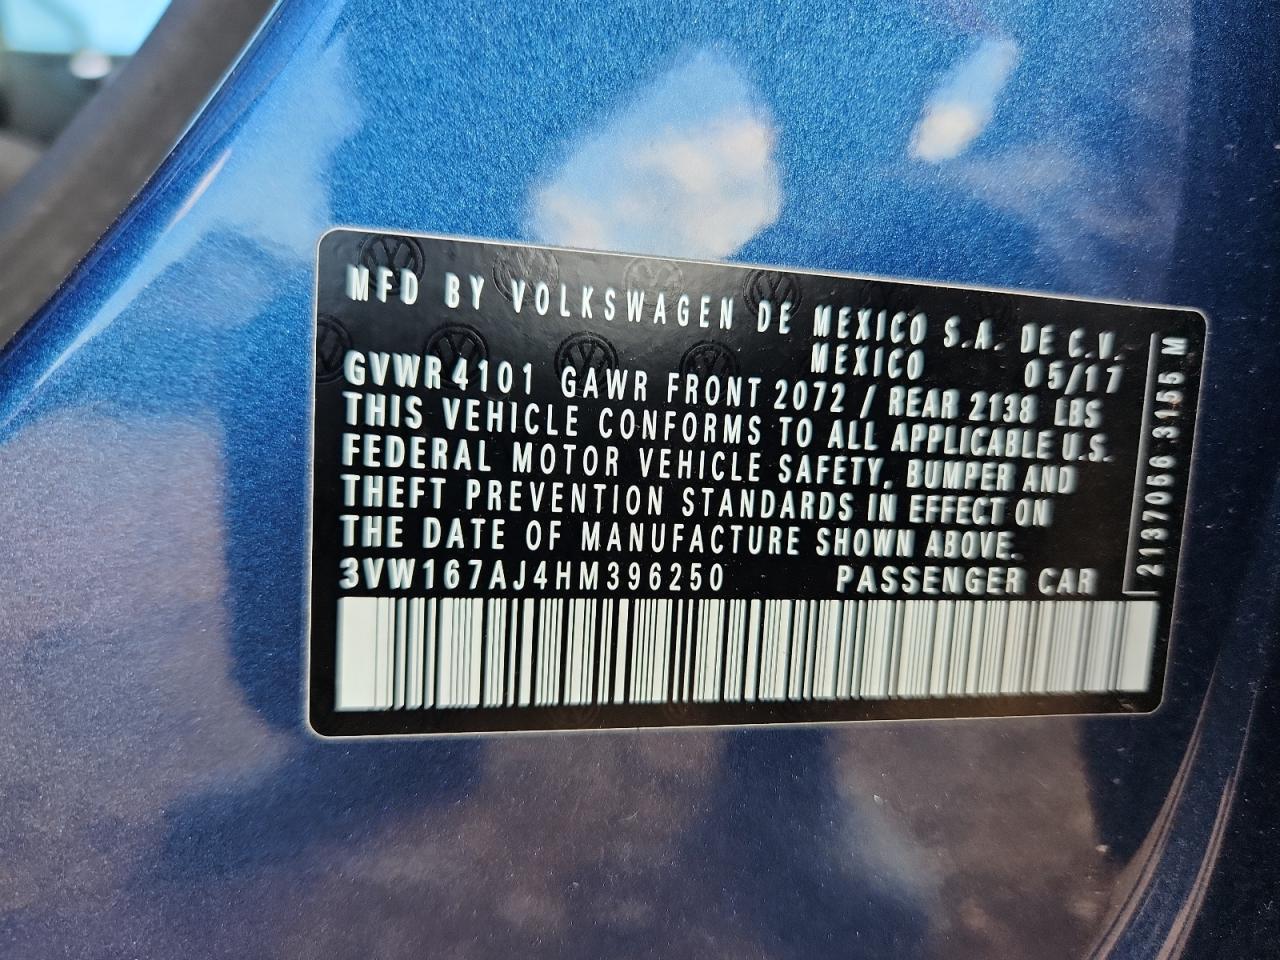 MFD BY VOLKSWAGEN DE MEXICO S.A. DE C.V.
MEXICO 05/17
GVWR 4101 GAWR FRONT 2072 / REAR 2138 LBS
THIS VEHICLE CONFORMS TO ALL APPLICABLE U.S.
FEDERAL MOTOR VEHICLE SAFETY, BUMPER AND
THEFT PREVENTION STANDARDS IN EFFECT ON
THE DATE OF MANUFACTURE SHOWN ABOVE.
3VW167AJ4HM396250 PASSENGER CAR
2137056 3155 M